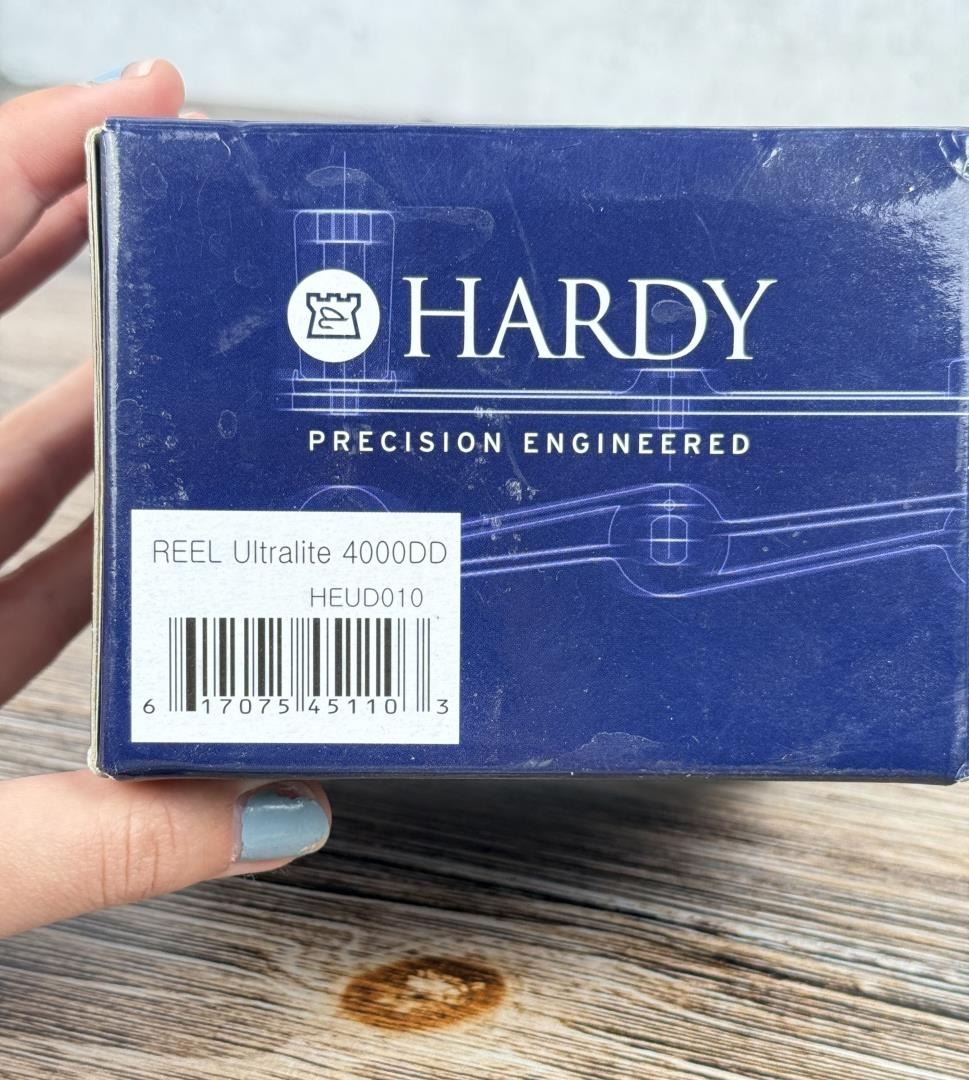 HARDY
PRECISION ENGINEERED
REEL Ultralite 4000DD
HEUD010
6 17075 45110 3